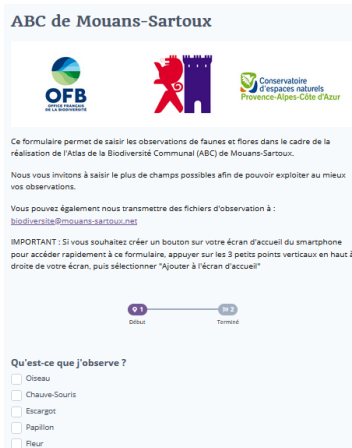 ABC de Mouans-Sartoux
OFB
OFFICE FRANÇAIS
DE LA BIODIVERSITÉ
Conservatoire
d'espaces naturels
Provence-Alpes-Côte d'Azur
Ce formulaire permet de saisir les observations de faunes et flores dans le cadre de la
réalisation de l'Atlas de la Biodiversité Communal (ABC) de Mouans-Sartoux.
Nous vous invitons à saisir le plus de champs possibles afin de pouvoir exploiter au mieux
vos observations.
Vous pouvez également nous transmettre des fichiers d'observation à :
biodiversite@mouans-sartoux.net
IMPORTANT : Si vous souhaitez créer un bouton sur votre écran d'accueil du smartphone
pour accéder rapidement à ce formulaire, appuyer sur les 3 petits points verticaux en haut à
droite de votre écran, puis sélectionner "Ajouter à l'écran d'accueil"
1 2
Début Terminé
Qu'est-ce que j'observe ?
Oiseau
Chauve-Souris
Escargot
Papillon
Fleur